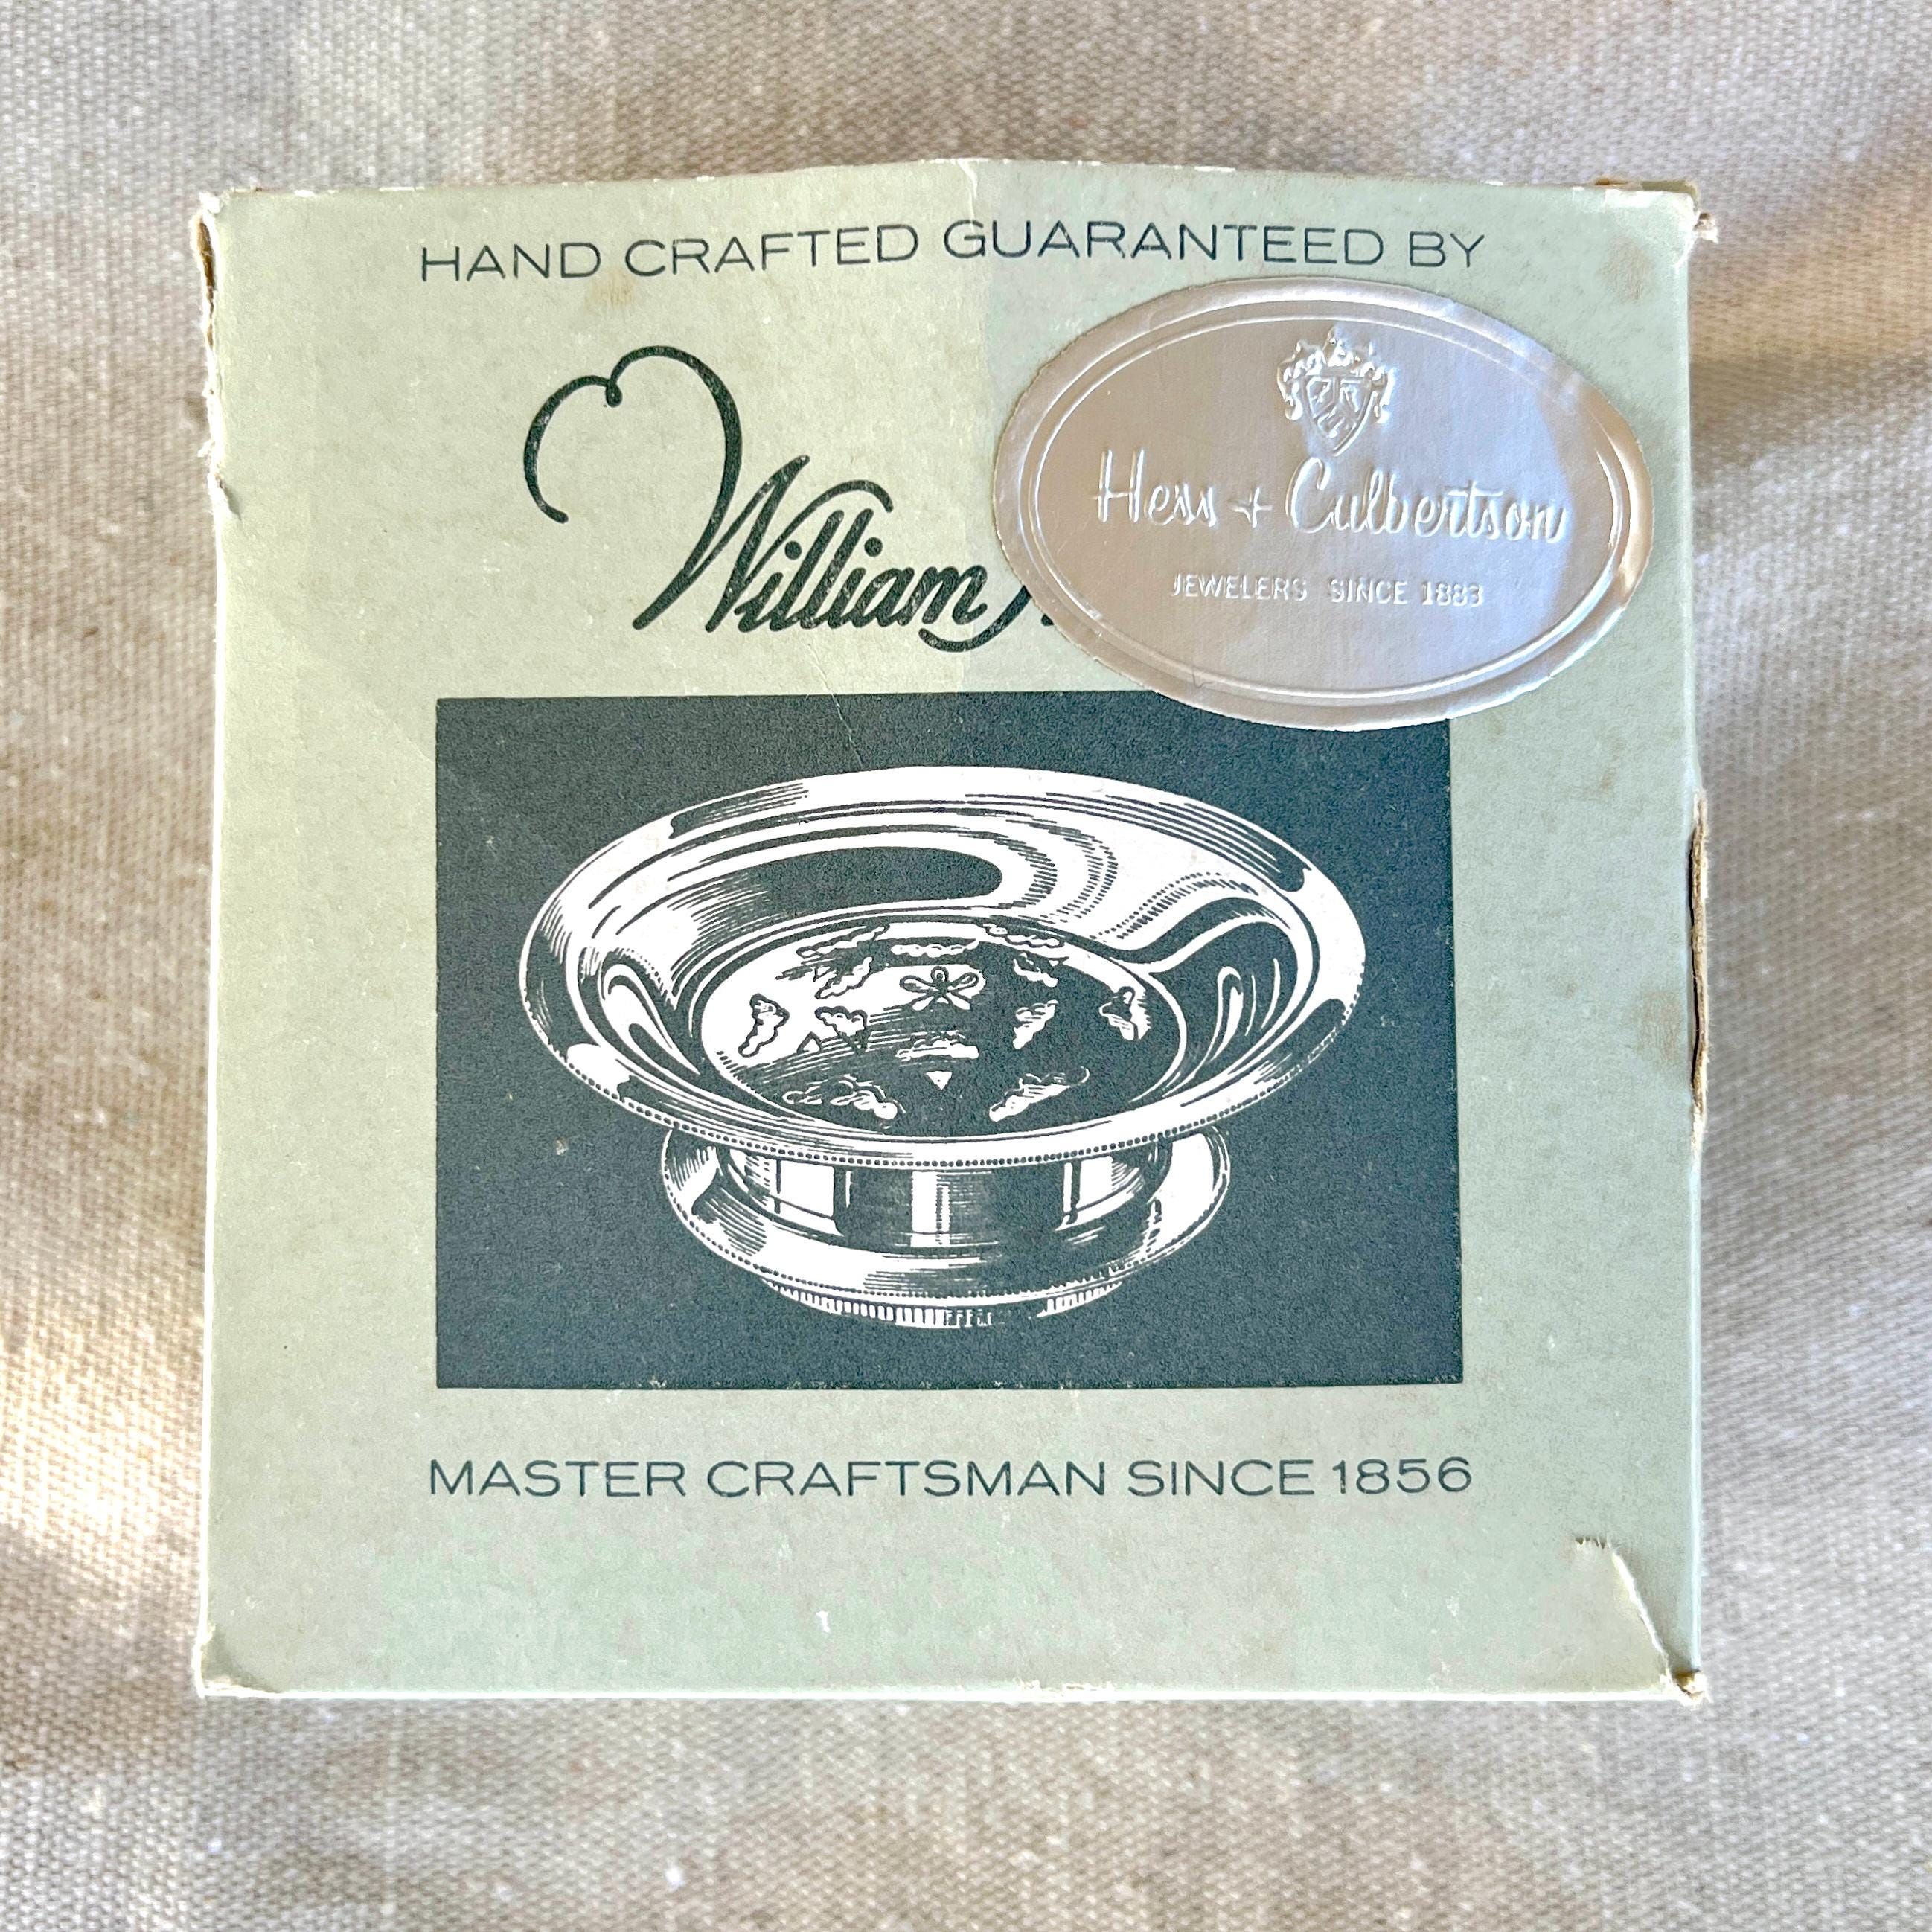 HAND CRAFTED GUARANTEED BY
William
Hess + Culbertson
JEWELERS SINCE 1883
MASTER CRAFTSMAN SINCE 1856